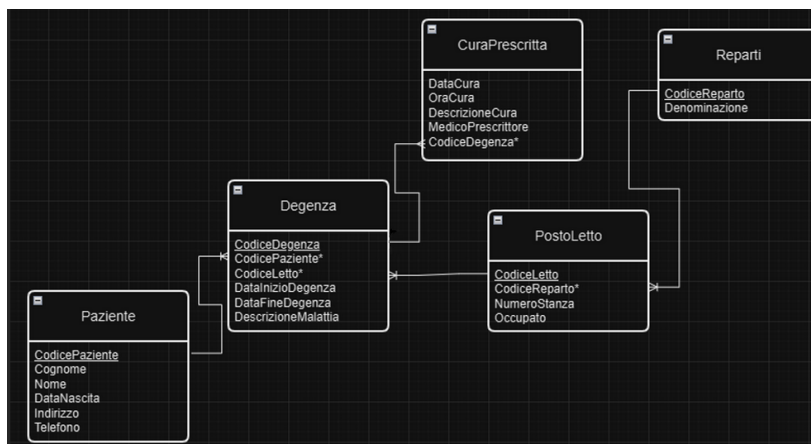 CuraPrescritta
DataCura
OraCura
DescrizioneCura
MedicoPrescrittore
CodiceDegenza*
Reparti
CodiceReparto
Denominazione
Degenza
CodiceDegenza
CodicePaziente*
CodiceLetto*
DataInizioDegenza
DataFineDegenza
DescrizioneMalattia
PostoLetto
CodiceLetto
CodiceReparto*
NumeroStanza
Occupato
Paziente
CodicePaziente
Cognome
Nome
DataNascita
Indirizzo
Telefono